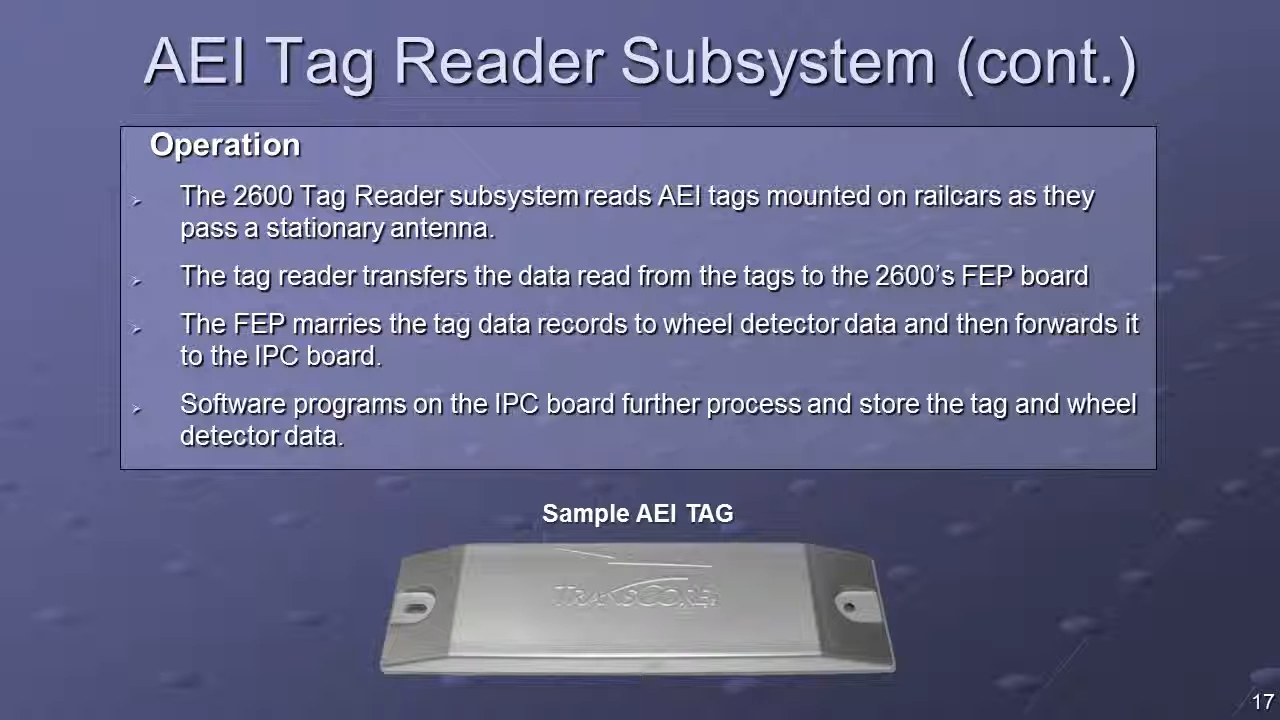 AEI Tag Reader Subsystem (cont.)
Operation
The 2600 Tag Reader subsystem reads AEI tags mounted on railcars as they
pass a stationary antenna.
The tag reader transfers the data read from the tags to the 2600's FEP board
The FEP marries the tag data records to wheel detector data and then forwards it
to the IPC board.
Software programs on the IPC board further process and store the tag and wheel
detector data.
Sample AEI TAG
TRANSCORE
17